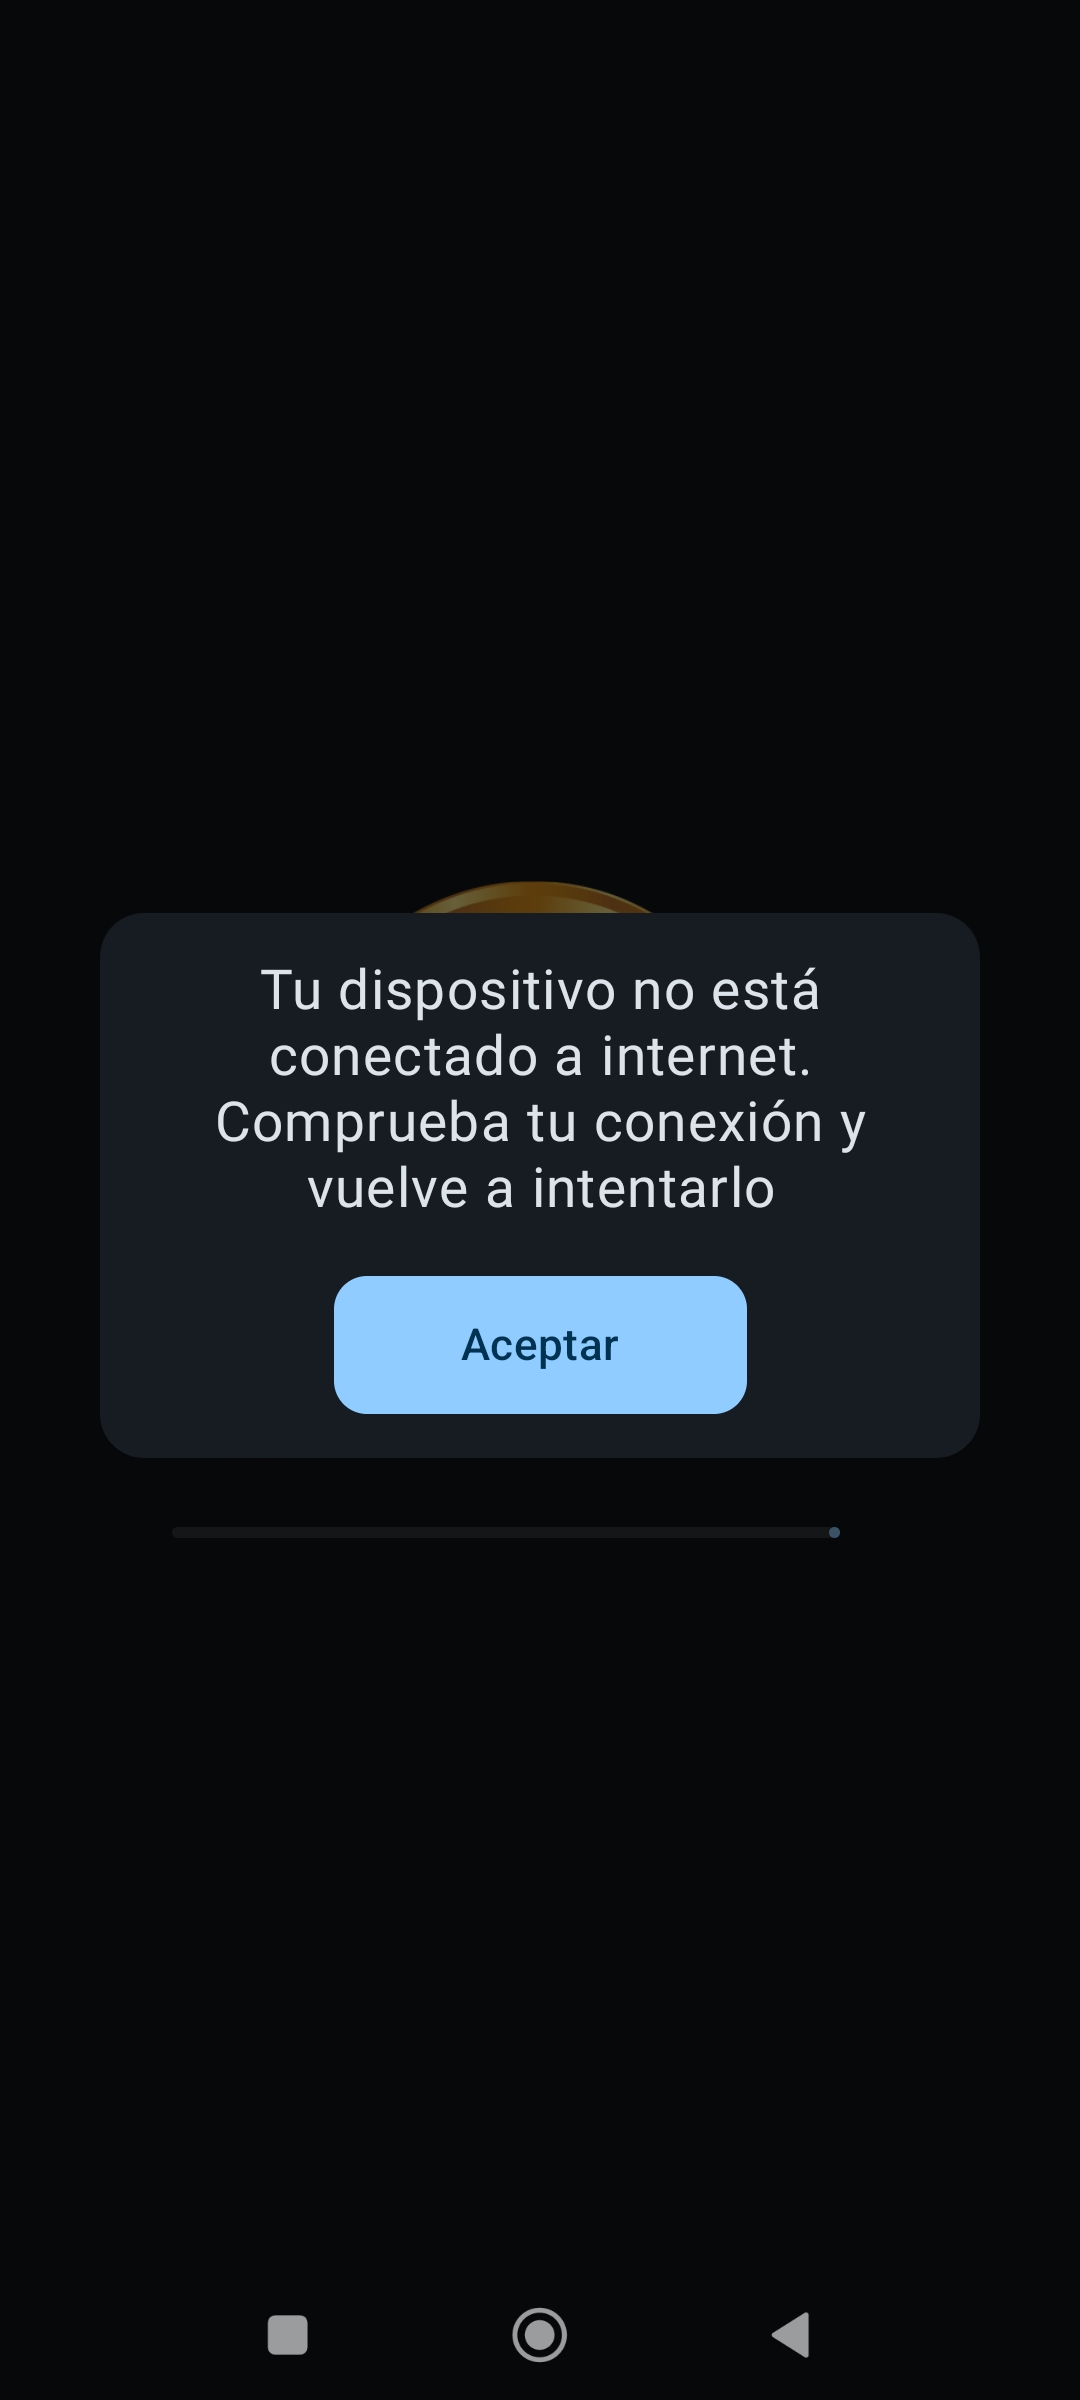 Tu dispositivo no está
conectado a internet.
Comprueba tu conexión y
vuelve a intentarlo
Aceptar